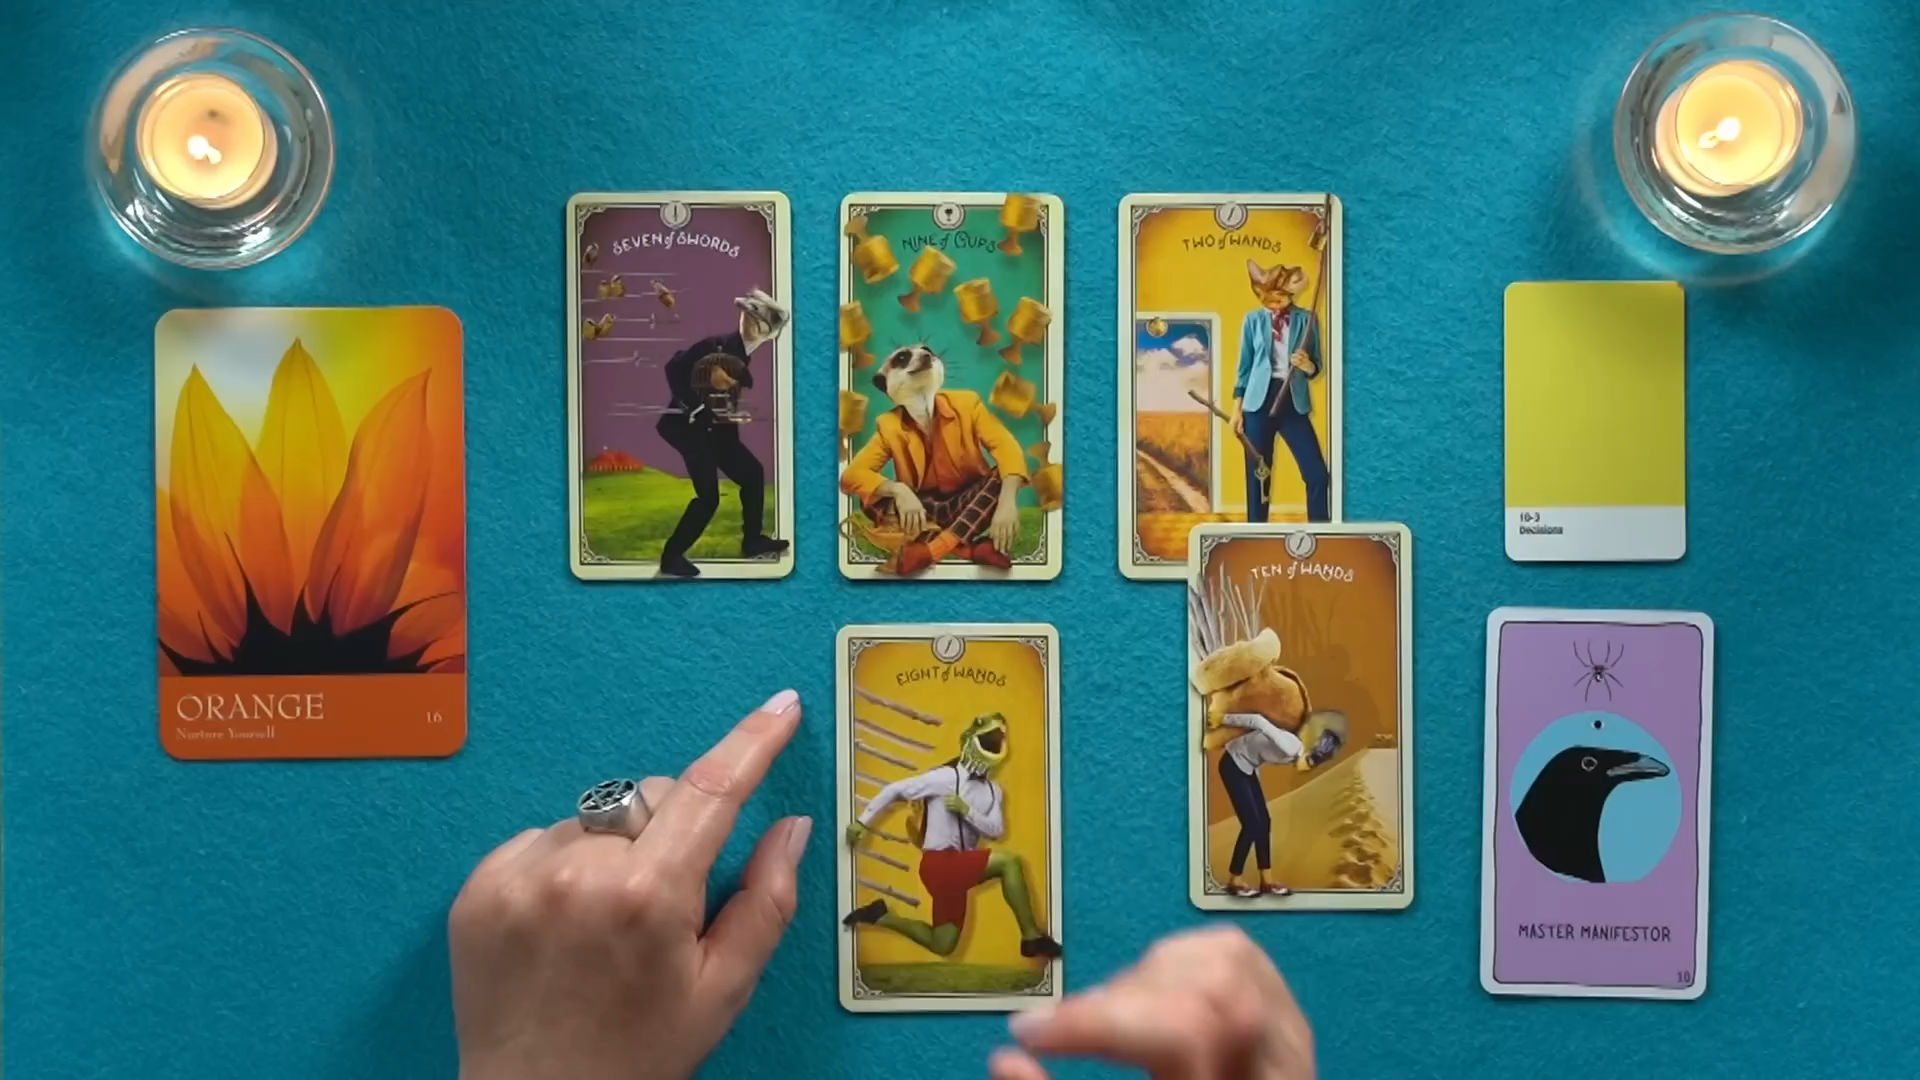 SEVEN of SWORDS
NINE of CUPS
TWO of WANDS
10-3
Decisions
TEN of WANDS
EIGHT of WANDS
ORANGE
16
Nurture Yourself
MASTER MANIFESTOR
10